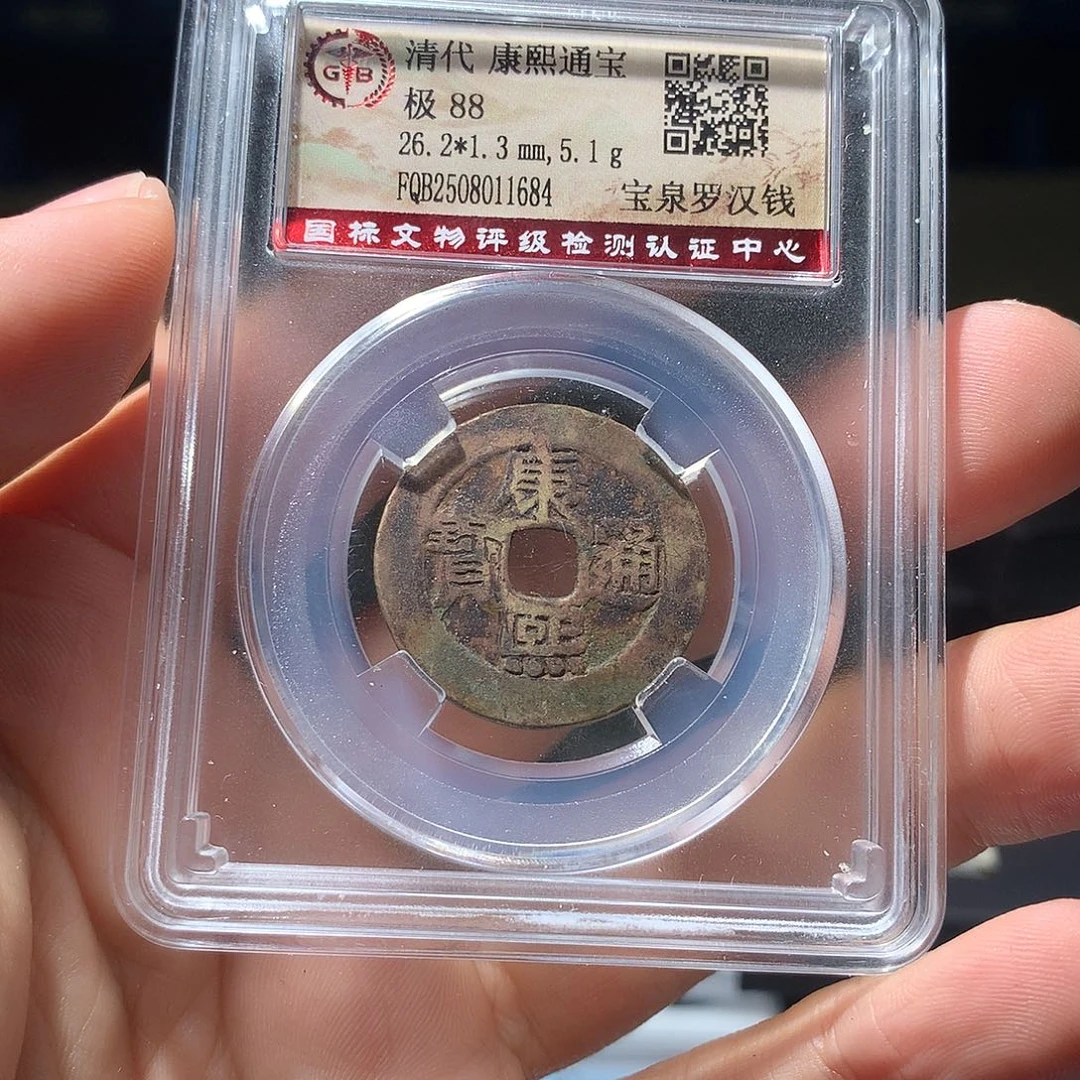 GB
清代 康熙通宝
极 88
26.2*1.3 mm, 5.1 g
FQB2508011684 宝泉罗汉钱
国标文物评级检测认证中心
康
寳 通
熙